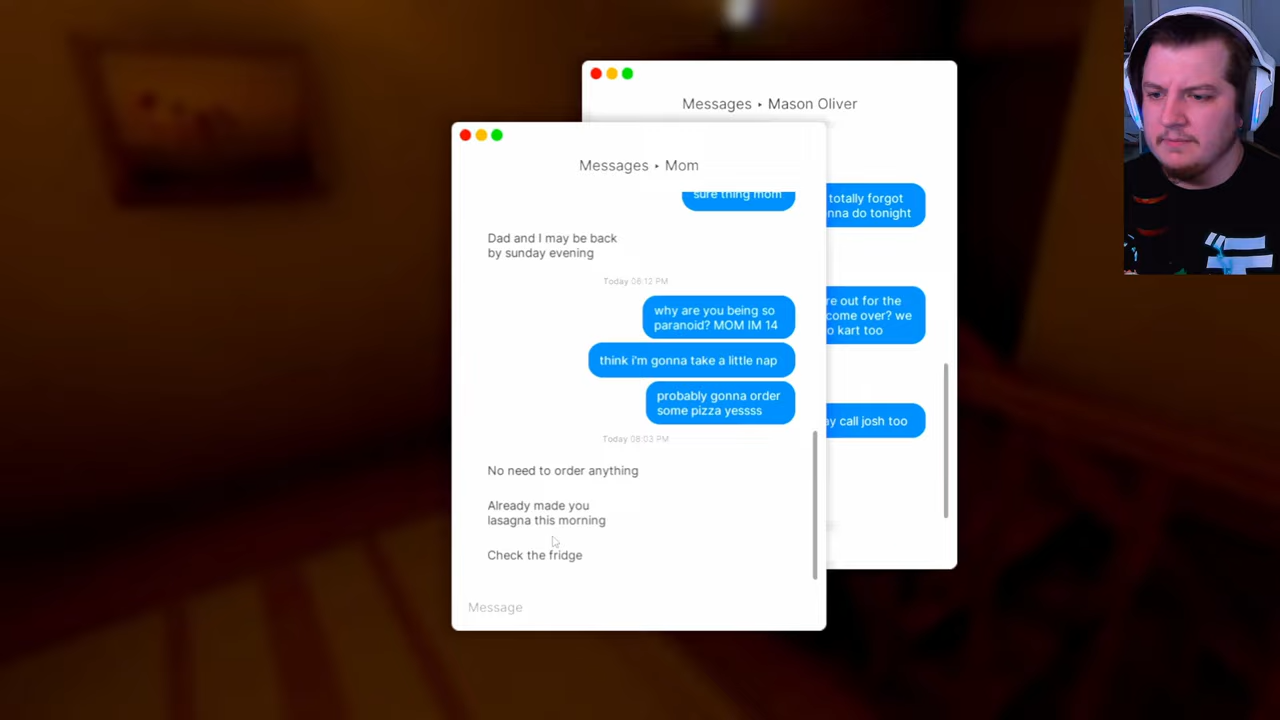 Messages ‣ Mason Oliver
Messages ‣ Mom
sure thing mom
totally forgot
nna do tonight
Dad and I may be back
by sunday evening
Today 06:12 PM
why are you being so
paranoid? MOM IM 14
re out for the
come over? we
o kart too
think i'm gonna take a little nap
probably gonna order
some pizza yessss
ay call josh too
Today 08:03 PM
No need to order anything
Already made you
lasagna this morning
Check the fridge
Message